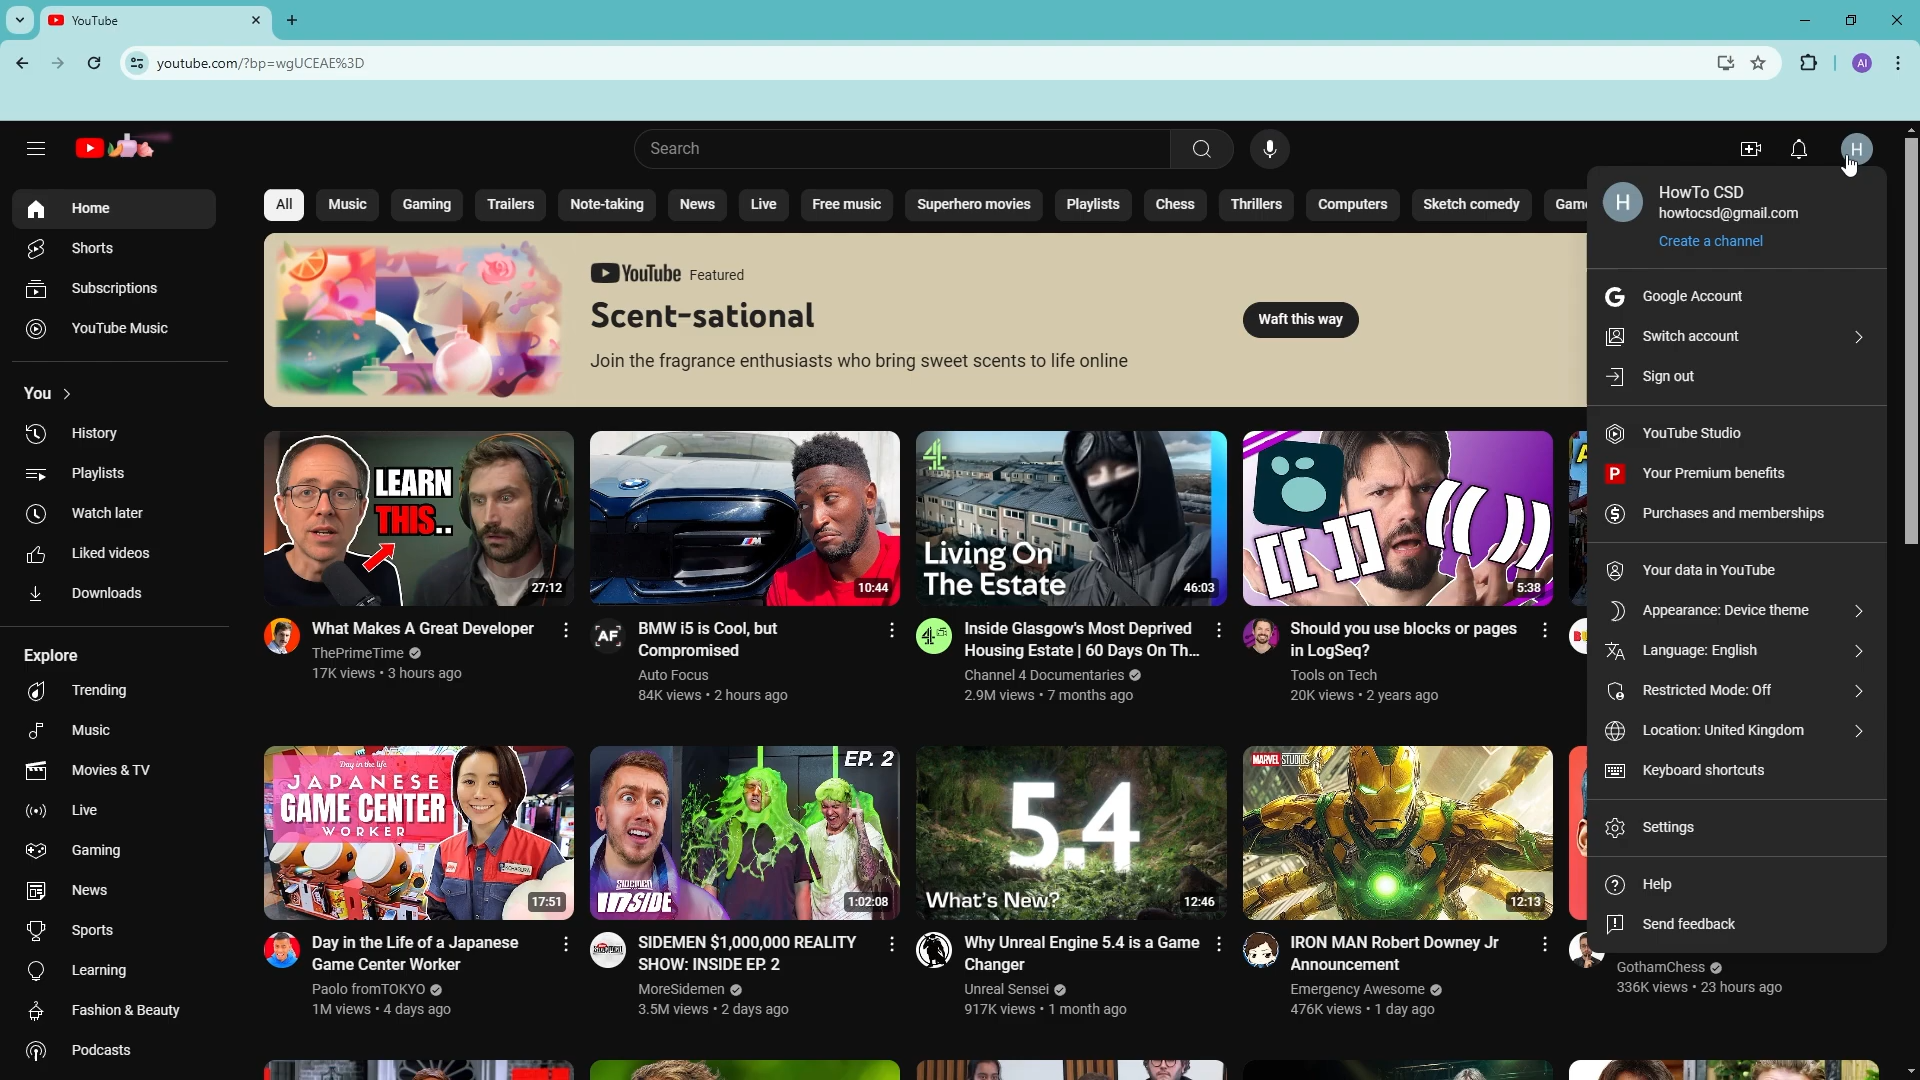 YouTube
youtube.com/?bp=wgUCEAE%3D
AI
Search
H
Home
Shorts
Subscriptions
YouTube Music
You
History
Playlists
Watch later
Liked videos
Downloads
Explore
Trending
Music
Movies & TV
Live
Gaming
News
Sports
Learning
Fashion & Beauty
Podcasts
All
Music
Gaming
Trailers
Note-taking
News
Live
Free music
Superhero movies
Playlists
Chess
Thrillers
Computers
Sketch comedy
Game
YouTube Featured
Scent-sational
Join the fragrance enthusiasts who bring sweet scents to life online
Waft this way
LEARN
THIS..
27:12
What Makes A Great Developer
ThePrimeTime
17K views • 3 hours ago
10:44
AF
BMW i5 is Cool, but
Compromised
Auto Focus
84K views • 2 hours ago
4
Living On
The Estate
46:03
Inside Glasgow's Most Deprived
Housing Estate | 60 Days On Th...
Channel 4 Documentaries
2.9M views • 7 months ago
[[ ]] (( ))
5:38
Should you use blocks or pages
in LogSeq?
Tools on Tech
20K views • 2 years ago
Day in the life of a
JAPANESE
GAME CENTER
WORKER
17:51
Day in the Life of a Japanese
Game Center Worker
Paolo fromTOKYO
1M views • 4 days ago
EP. 2
SIDEMEN
INSIDE
1:02:08
SIDEMEN $1,000,000 REALITY
SHOW: INSIDE EP. 2
MoreSidemen
3.5M views • 2 days ago
5.4
What's New?
12:46
Why Unreal Engine 5.4 is a Game
Changer
Unreal Sensei
917K views • 1 month ago
MARVEL STUDIOS
12:13
IRON MAN Robert Downey Jr
Announcement
Emergency Awesome
476K views • 1 day ago
GothamChess
336K views • 23 hours ago
H
HowTo CSD
howtocsd@gmail.com
Create a channel
Google Account
Switch account
Sign out
YouTube Studio
Your Premium benefits
Purchases and memberships
Your data in YouTube
Appearance: Device theme
Language: English
Restricted Mode: Off
Location: United Kingdom
Keyboard shortcuts
Settings
Help
Send feedback